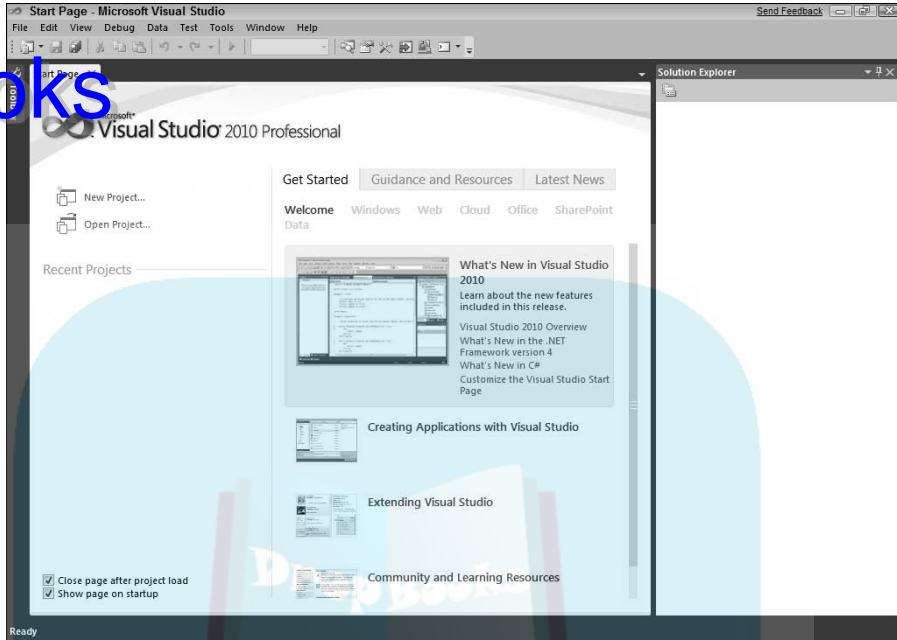 Start Page - Microsoft Visual Studio
Send Feedback
File Edit View Debug Data Test Tools Window Help
Start Page
oks
Solution Explorer
Microsoft
Visual Studio 2010 Professional
New Project...
Open Project...
Recent Projects
Get Started Guidance and Resources Latest News
Welcome Windows Web Cloud Office SharePoint
Data
What's New in Visual Studio
2010
Learn about the new features
included in this release.
Visual Studio 2010 Overview
What's New in the .NET
Framework version 4
What's New in C#
Customize the Visual Studio Start
Page
Creating Applications with Visual Studio
Extending Visual Studio
Community and Learning Resources
Close page after project load
Show page on startup
Books
Ready